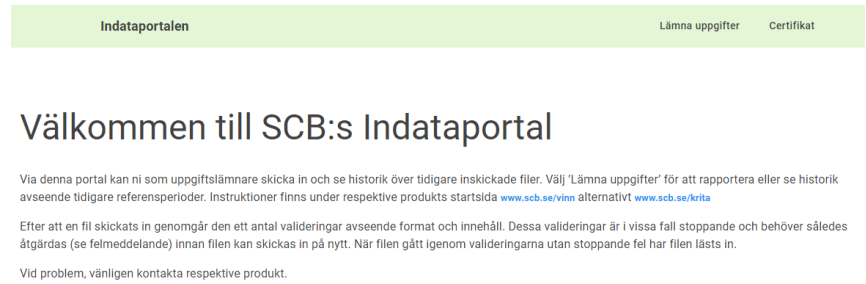 Indataportalen Lämna uppgifter Certifikat
Välkommen till SCB:s Indataportal
Via denna portal kan ni som uppgiftslämnare skicka in och se historik över tidigare inskickade filer. Välj 'Lämna uppgifter' för att rapportera eller se historik
avseende tidigare referensperioder. Instruktioner finns under respektive produkts startsida www.scb.se/vinn alternativt www.scb.se/krita
Efter att en fil skickats in genomgår den ett antal valideringar avseende format och innehåll. Dessa valideringar är i vissa fall stoppande och behöver således
åtgärdas (se felmeddelande) innan filen kan skickas in på nytt. När filen gått igenom valideringarna utan stoppande fel har filen lästs in.
Vid problem, vänligen kontakta respektive produkt.